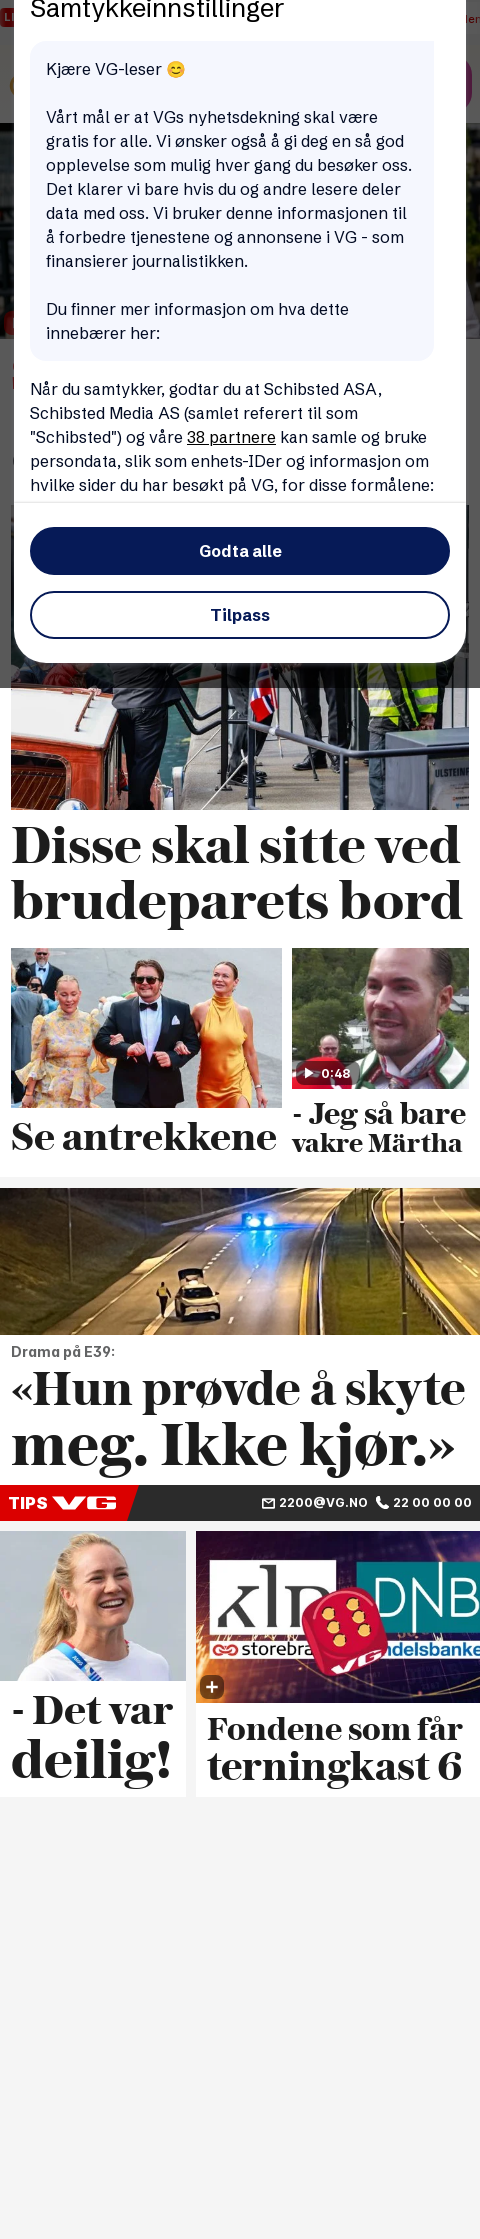 Samtykkeinnstillinger
Kjære VG-leser 😊
Vårt mål er at VGs nyhetsdekning skal være
gratis for alle. Vi ønsker også å gi deg en så god
opplevelse som mulig hver gang du besøker oss.
Det klarer vi bare hvis du og andre lesere deler
data med oss. Vi bruker denne informasjonen til
å forbedre tjenestene og annonsene i VG - som
finansierer journalistikken.
Du finner mer informasjon om hva dette
innebærer her:
Når du samtykker, godtar du at Schibsted ASA,
Schibsted Media AS (samlet referert til som
"Schibsted") og våre 38 partnere kan samle og bruke
persondata, slik som enhets-IDer og informasjon om
hvilke sider du har besøkt på VG, for disse formålene:
Godta alle
Tilpass
ULSTEIN
Disse skal sitte ved
brudeparets bord
0:48
Se antrekkene
- Jeg så bare
vakre Märtha
Drama på E39:
«Hun prøvde å skyte
meg. Ikke kjør.»
TIPS VG
2200@VG.NO
22 00 00 00
klp
DNB
storebra
ndelsbanke
VG
- Det var
deilig!
Fondene som får
terningkast 6